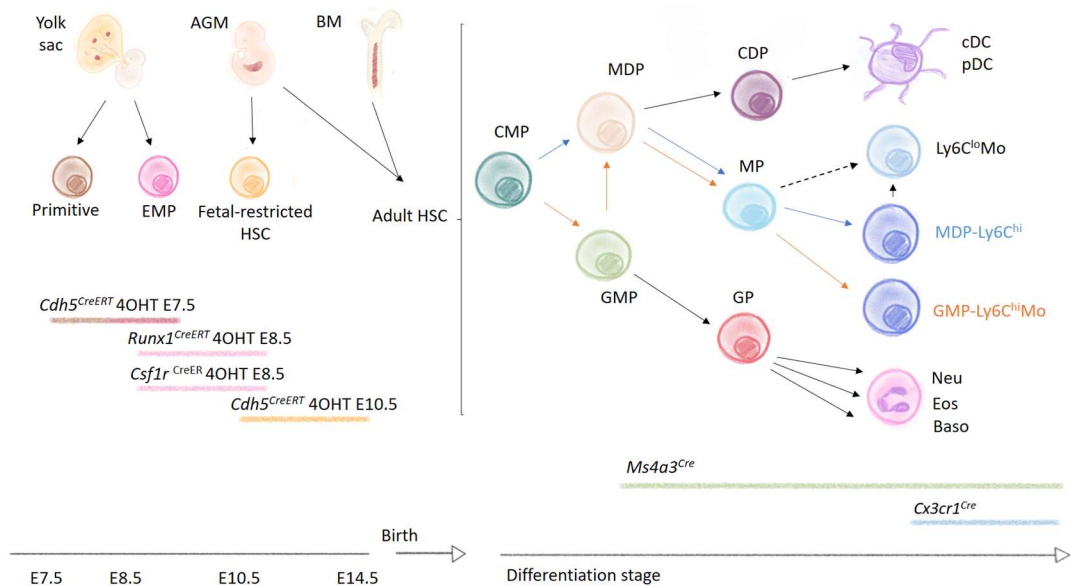 Yolk
sac
AGM
BM
Primitive
EMP
Fetal-restricted
HSC
Adult HSC
Cdh5CreERT 4OHT E7.5
Runx1CreERT 4OHT E8.5
Csf1r CreER 4OHT E8.5
Cdh5CreERT 4OHT E10.5
Birth
E7.5
E8.5
E10.5
E14.5
CMP
MDP
GMP
CDP
MP
GP
cDC
pDC
Ly6CloMo
MDP-Ly6Chi
GMP-Ly6ChiMo
Neu
Eos
Baso
Ms4a3Cre
Cx3cr1Cre
Differentiation stage